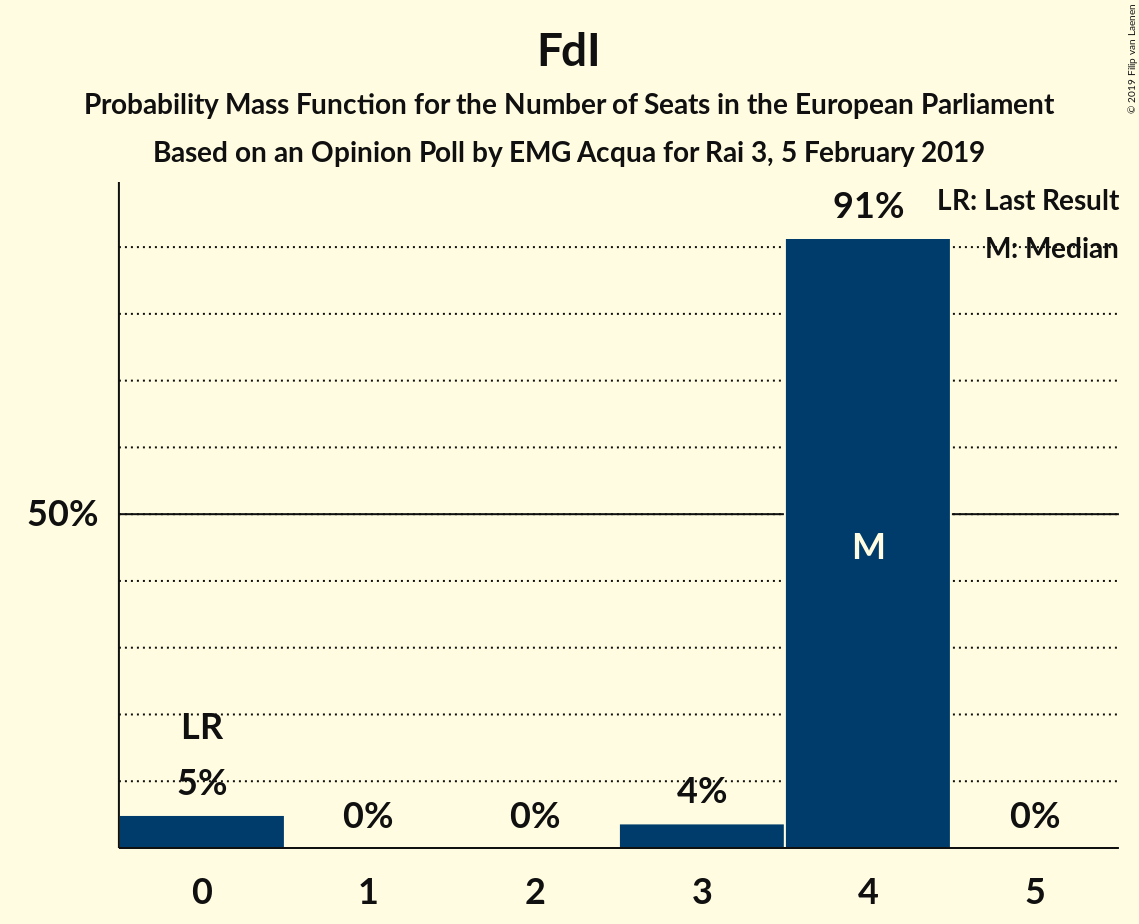 FdI
Probability Mass Function for the Number of Seats in the European Parliament
Based on an Opinion Poll by EMG Acqua for Rai 3, 5 February 2019
© 2019 Filip van Laenen
LR: Last Result
M: Median
91%
50%
M
LR
5%
0%
0%
4%
0%
0 1 2 3 4 5